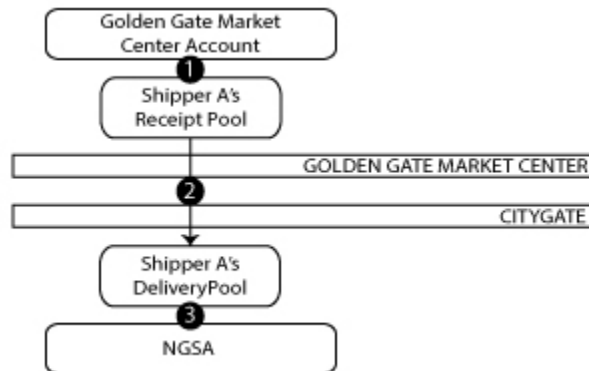 Golden Gate Market
Center Account
1
Shipper A's
Receipt Pool
GOLDEN GATE MARKET CENTER
2
CITYGATE
Shipper A's
DeliveryPool
3
NGSA